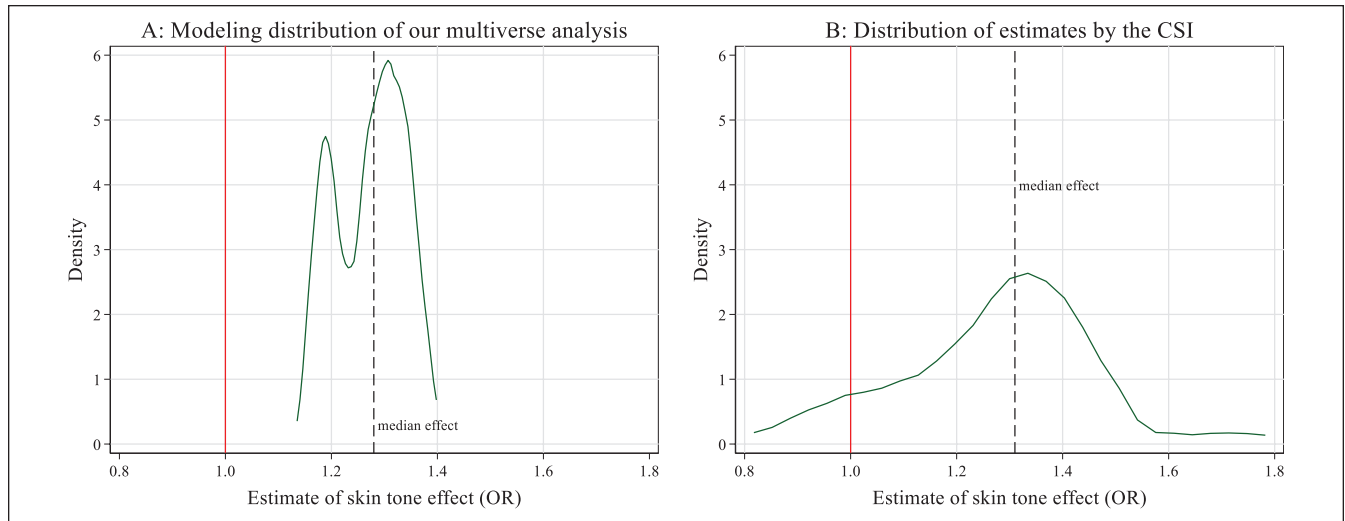 A: Modeling distribution of our multiverse analysis
6
5
4
3
2
1
0
Density
median effect
0.8 1.0 1.2 1.4 1.6 1.8
Estimate of skin tone effect (OR)
B: Distribution of estimates by the CSI
6
5
4
3
2
1
0
Density
median effect
0.8 1.0 1.2 1.4 1.6 1.8
Estimate of skin tone effect (OR)